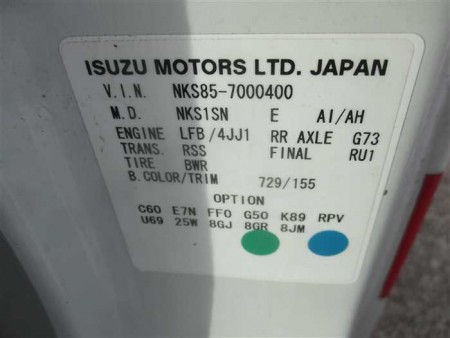 ISUZU MOTORS LTD. JAPAN
V.I.N. NKS85-7000400
M.D. NKS1SN E AI/AH
ENGINE LFB/4JJ1 RR AXLE G73
TRANS. RSS FINAL RU1
TIRE BWR
B.COLOR/TRIM 729/155
OPTION
C60 E7N FF0 G50 K89 RPV
U69 25W 8GJ 8GR 8JM